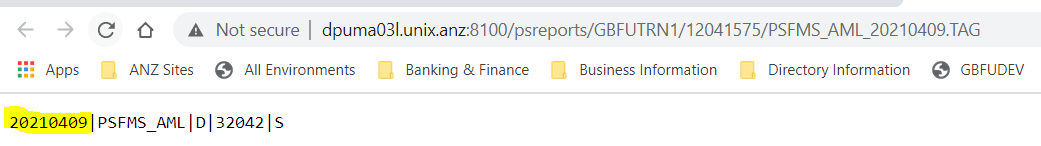 Not secure | dpuma03l.unix.anz:8100/psreports/GBFUTRN1/12041575/PSFMS_AML_20210409.TAG
Apps ANZ Sites All Environments Banking & Finance Business Information Directory Information GBFUDEV
20210409|PSFMS_AML|D|32042|S